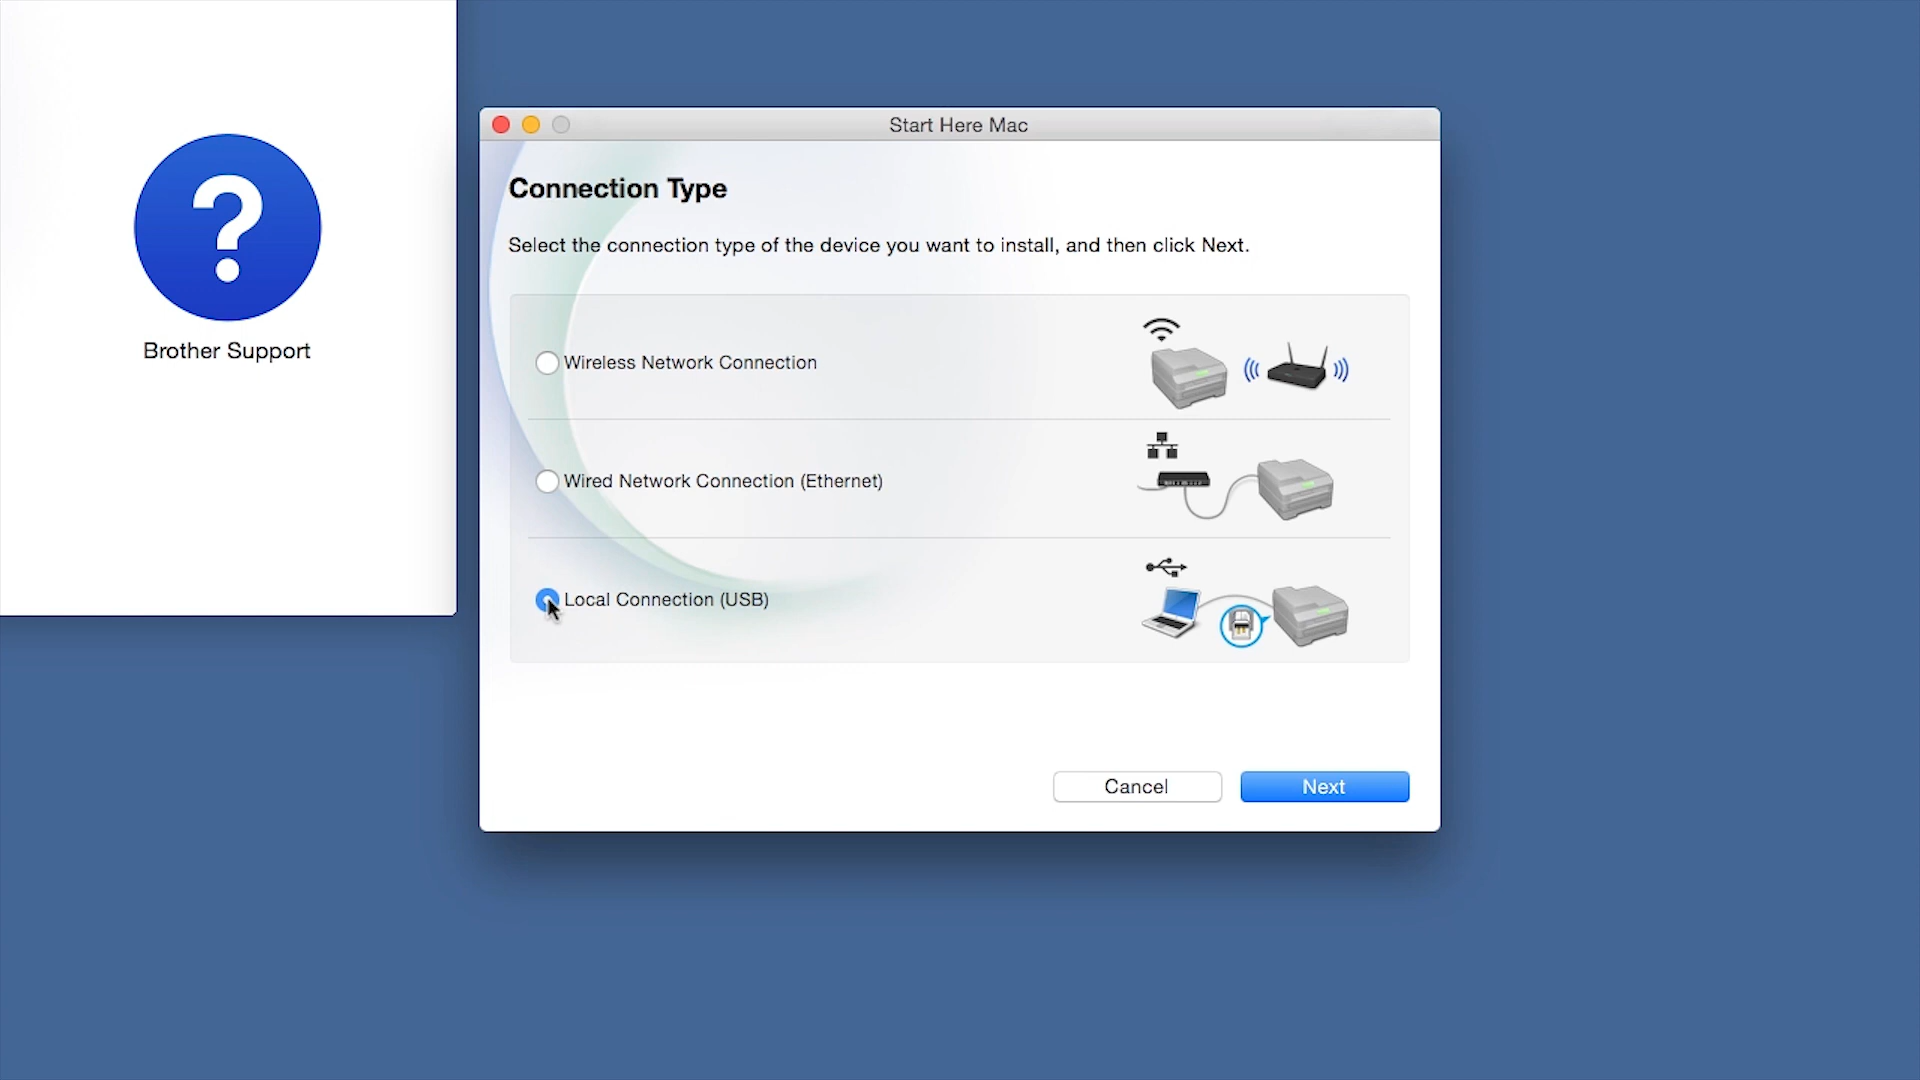 Start Here Mac
?
Brother Support
Connection Type
Select the connection type of the device you want to install, and then click Next.
Wireless Network Connection
Wired Network Connection (Ethernet)
Local Connection (USB)
Cancel
Next